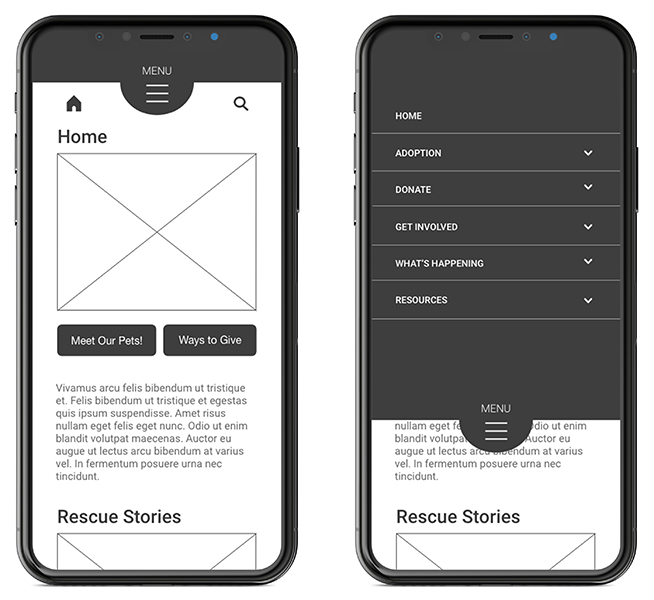 MENU
Home
Meet Our Pets!
Ways to Give
Vivamus arcu felis bibendum ut tristique
et. Felis bibendum ut tristique et egestas
quis ipsum suspendisse. Amet risus
nullam eget felis eget nunc. Odio ut enim
blandit volutpat maecenas. Auctor eu
augue ut lectus arcu bibendum at varius
vel. In fermentum posuere urna nec
tincidunt.
Rescue Stories
HOME
ADOPTION
DONATE
GET INVOLVED
WHAT'S HAPPENING
RESOURCES
MENU
nullam eget fe dio ut enim
blandit volutpa Auctor eu
augue ut lectus arcu bibendum at varius
vel. In fermentum posuere urna nec
tincidunt.
Rescue Stories